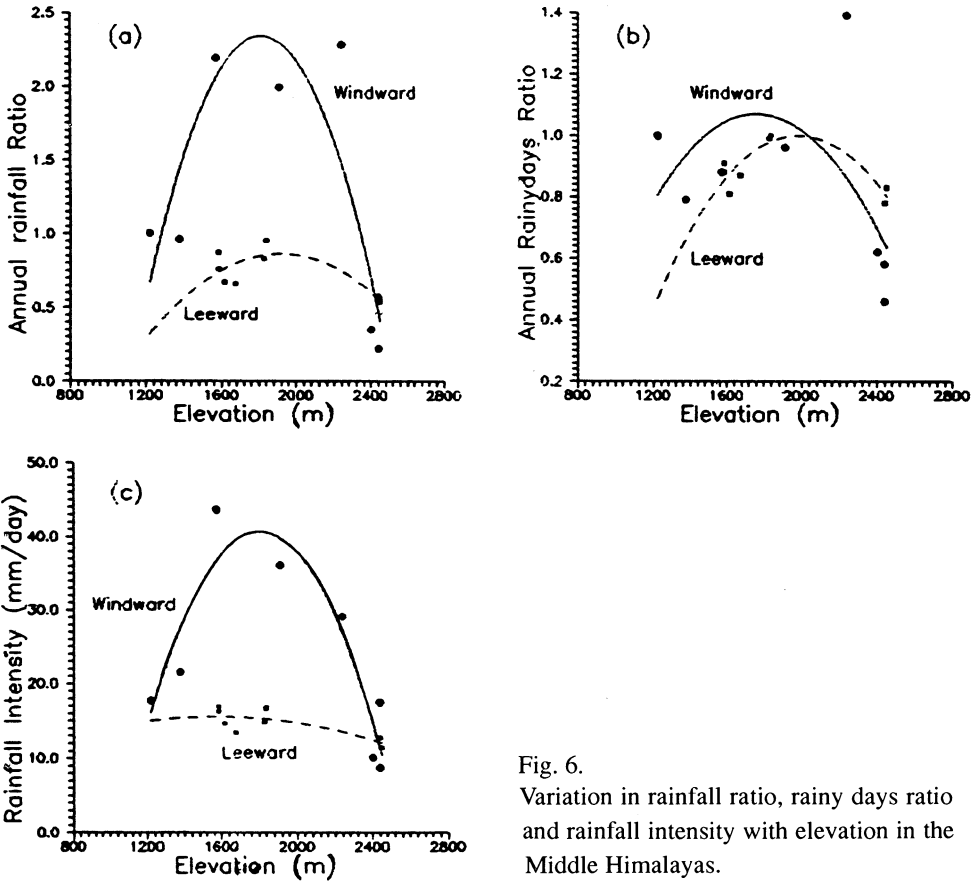 (a)
Annual rainfall Ratio
2.5
2.0
1.5
1.0
0.5
0.0
Windward
Leeward
800 1200 1600 2000 2400 2800
Elevation (m)
(b)
Annual Rainydays Ratio
1.4
1.2
1.0
0.8
0.6
0.4
0.2
Windward
Leeward
800 1200 1600 2000 2400 2800
Elevation (m)
(c)
Rainfall Intensity (mm/day)
50.0
40.0
30.0
20.0
10.0
0.0
Windward
Leeward
800 1200 1600 2000 2400 2800
Elevation (m)
Fig. 6.
Variation in rainfall ratio, rainy days ratio
and rainfall intensity with elevation in the
Middle Himalayas.